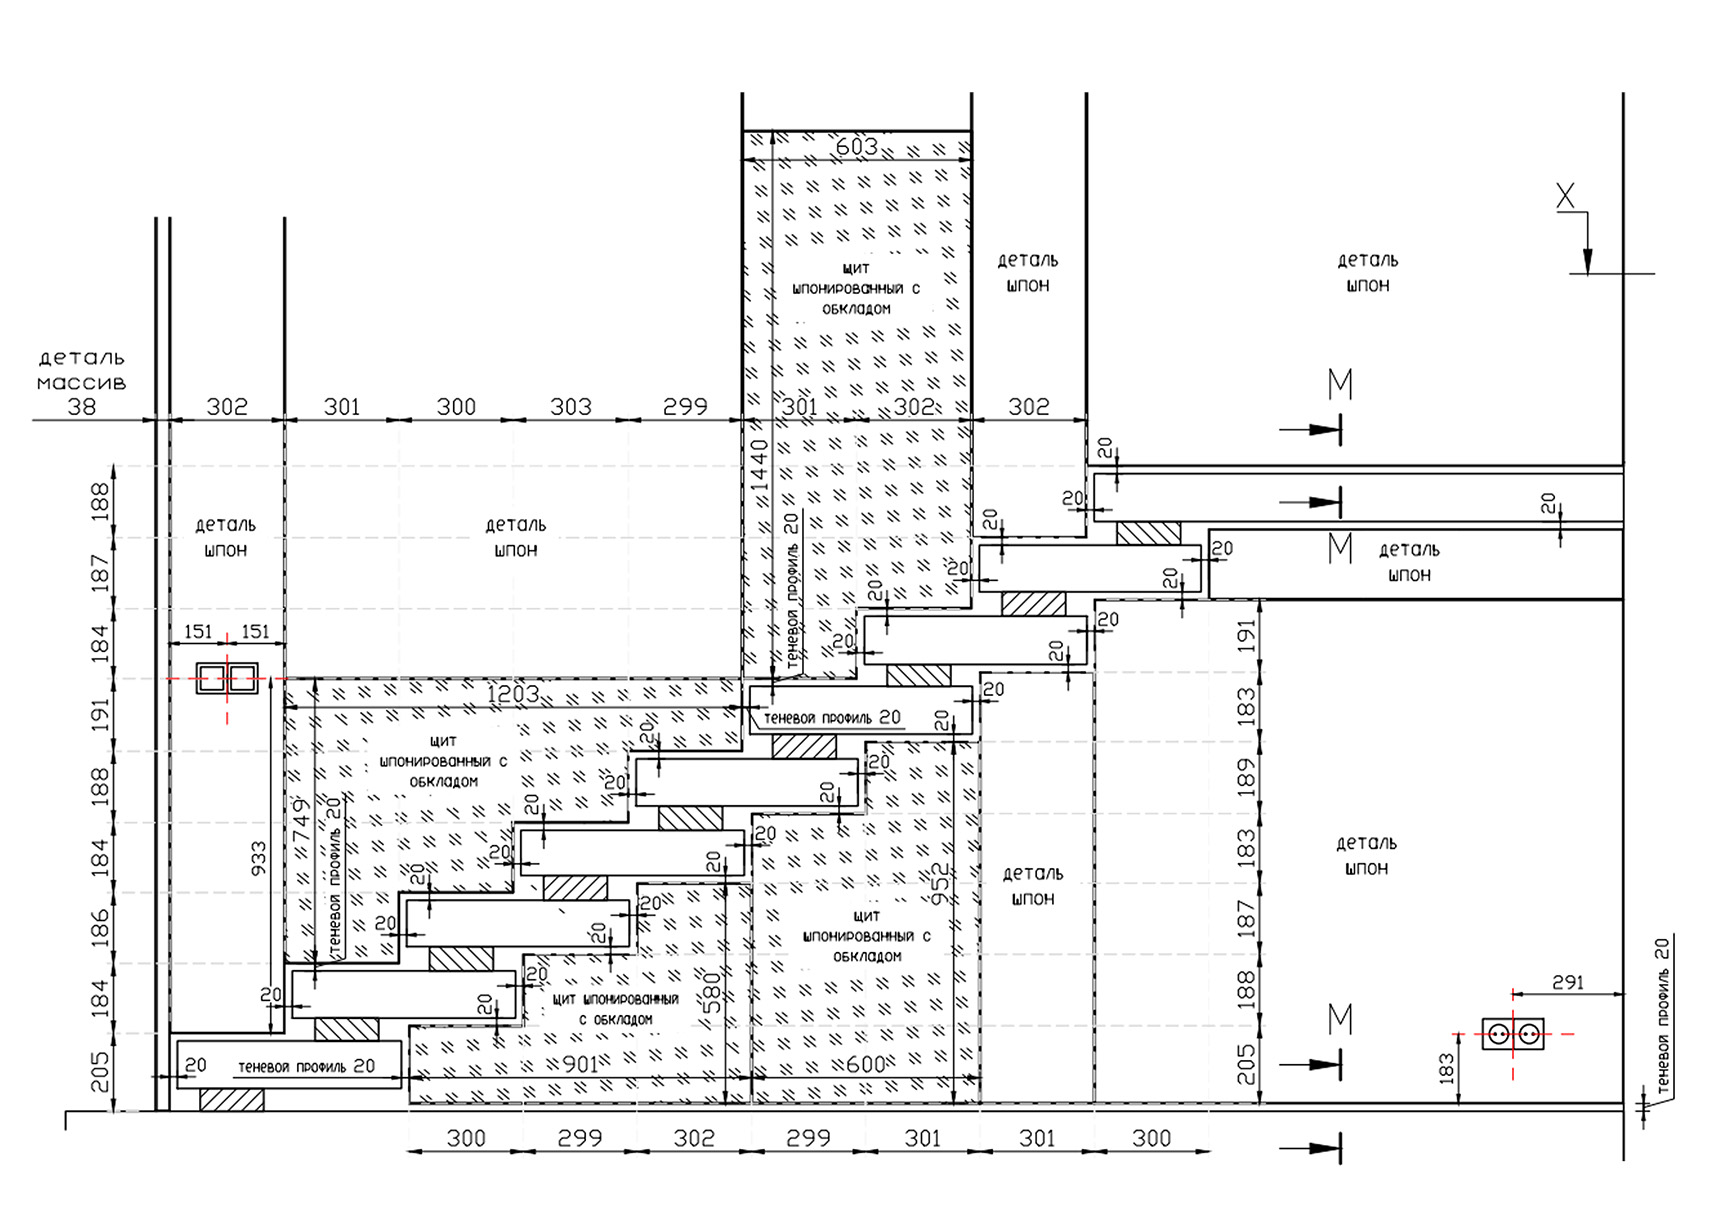 603
X
щит
шпонированный с
обкладом
деталь
шпон
деталь
шпон
деталь
массив
38
302
301
300
303
299
301
302
302
M
20
1440
188
20
20
20
деталь
шпон
деталь
шпон
теневой профиль 20
M
деталь
шпон
187
20
20
20
20
184
151
151
20
20
20
191
191
1203
теневой профиль 20
20
20
183
щит
шпонированный с
обкладом
20
188
20
20
20
189
749
теневой профиль 20
20
20
20
184
933
20
20
952
183
деталь
шпон
деталь
шпон
186
20
20
20
щит
шпонированный с
обкладом
187
184
20
20
20
щит шпонированный
с обкладом
580
188
291
теневой профиль 20
M
205
20
теневой профиль 20
901
600
205
183
300
299
302
299
301
301
300